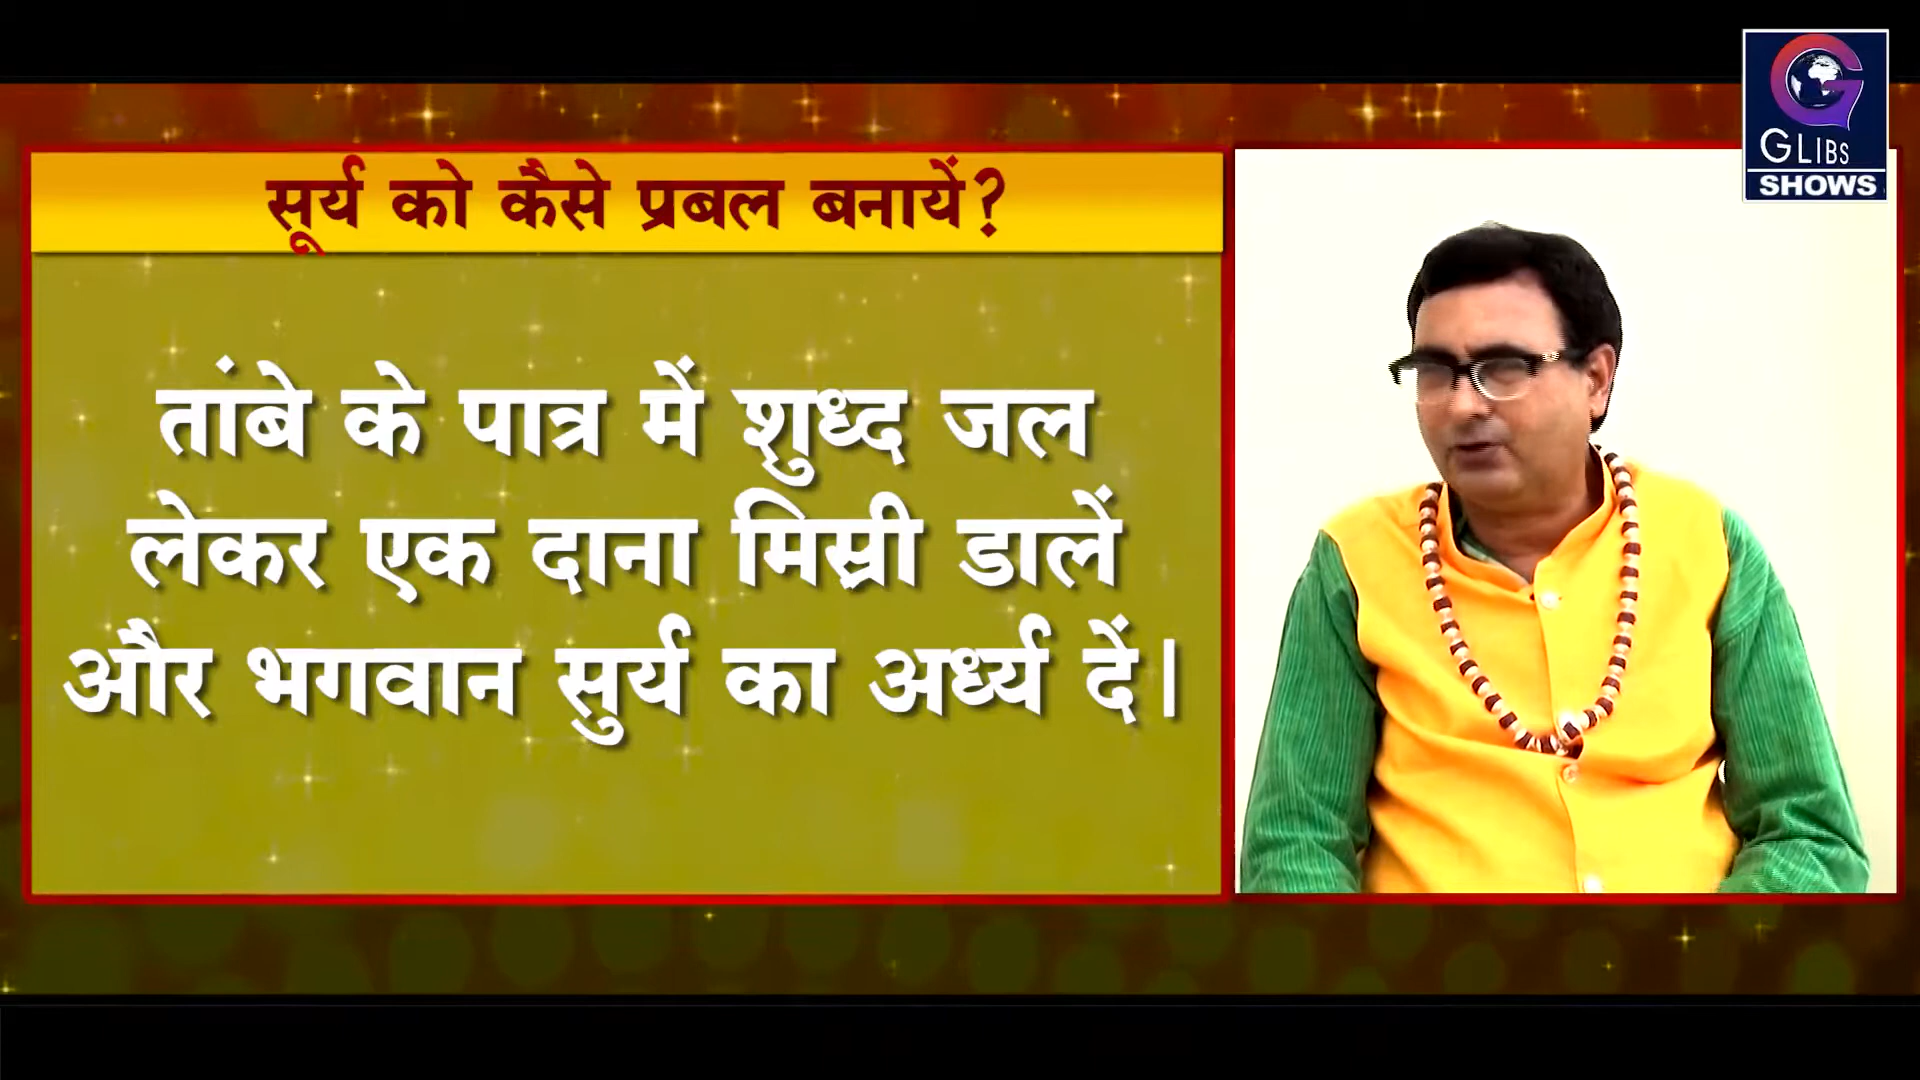 सूर्य को कैसे प्रबल बनायें?
तांबे के पात्र में शुध्द जल
लेकर एक दाना मिस्री डालें
और भगवान सुर्य का अर्ध्य दें।
GLIBS
SHOWS